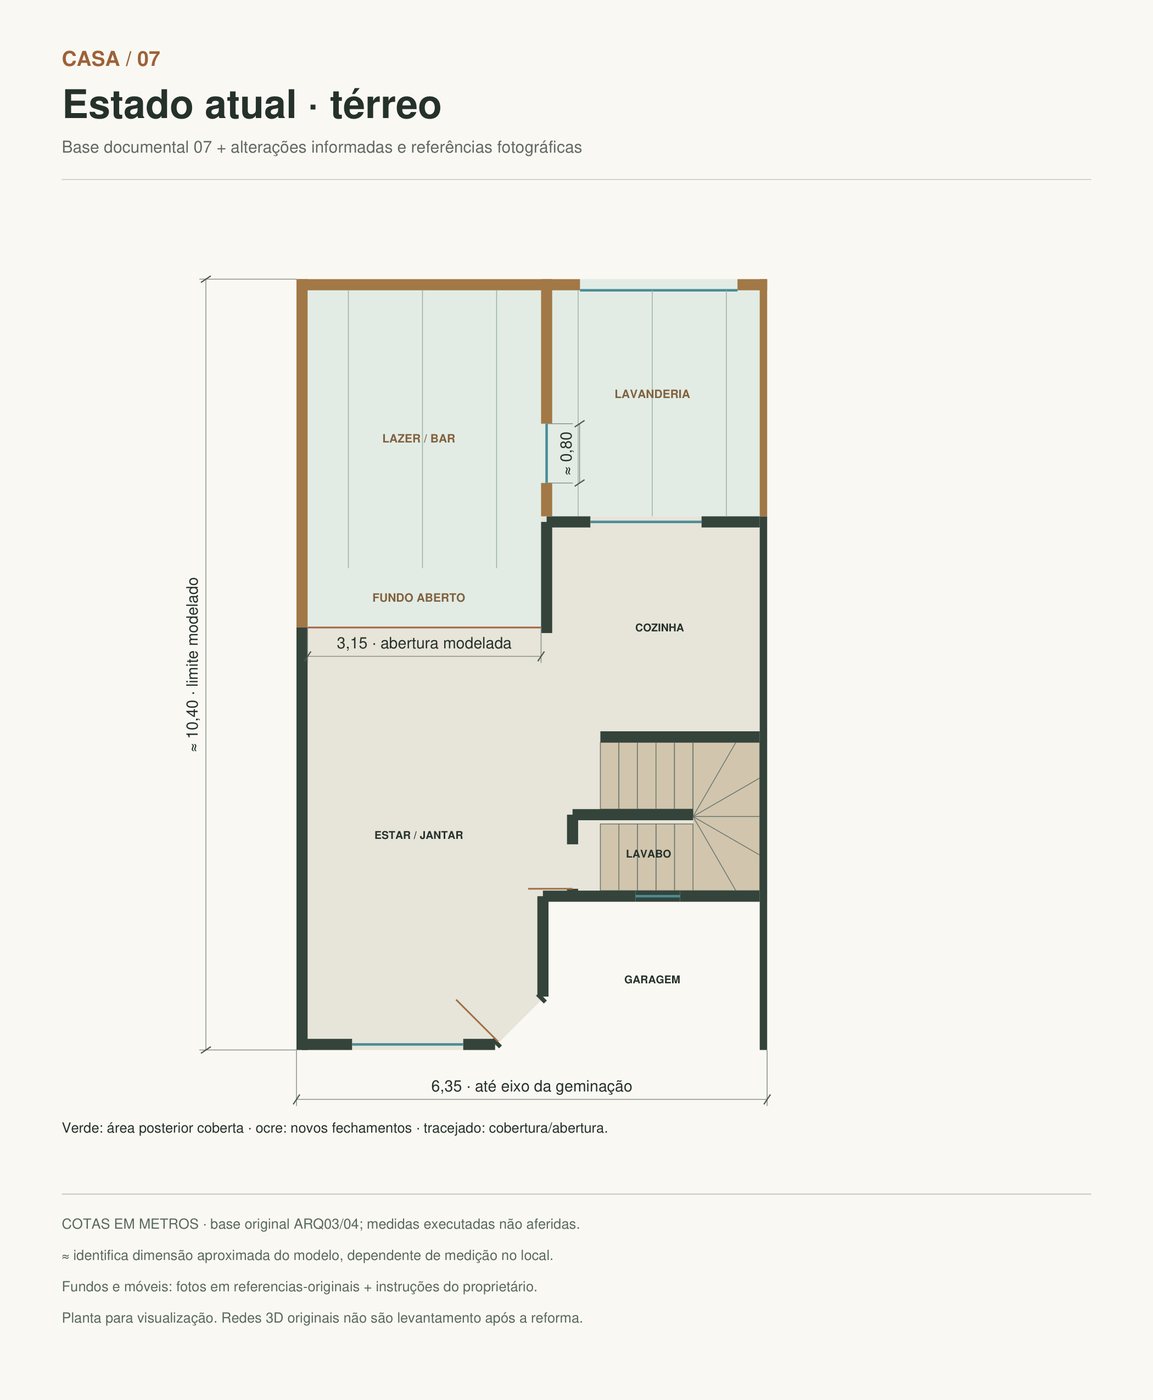 CASA / 07
Estado atual · térreo
Base documental 07 + alterações informadas e referências fotográficas
LAVANDERIA
LAZER / BAR
≈ 0,80
FUNDO ABERTO
COZINHA
3,15 · abertura modelada
≈ 10,40 · limite modelado
ESTAR / JANTAR
LAVABO
GARAGEM
6,35 · até eixo da geminação
Verde: área posterior coberta · ocre: novos fechamentos · tracejado: cobertura/abertura.
COTAS EM METROS · base original ARQ03/04; medidas executadas não aferidas.
≈ identifica dimensão aproximada do modelo, dependente de medição no local.
Fundos e móveis: fotos em referencias-originais + instruções do proprietário.
Planta para visualização. Redes 3D originais não são levantamento após a reforma.